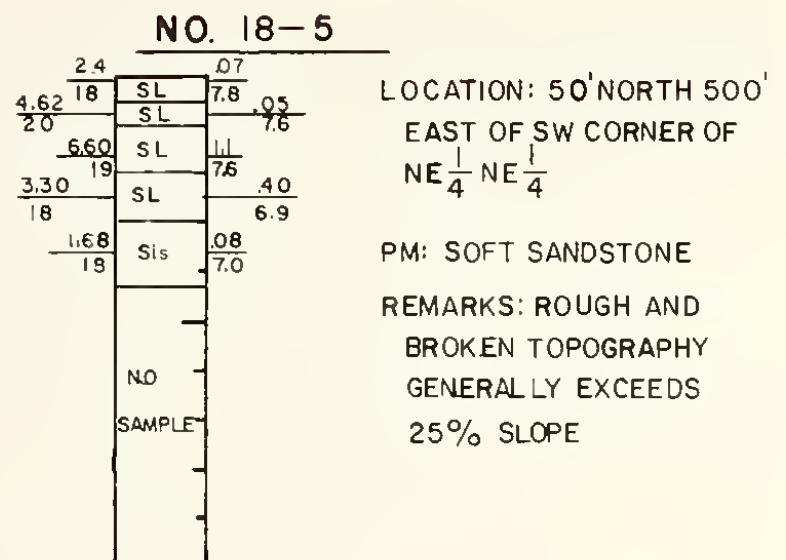 NO. 18-5
2.4 SL .07
18 7.8
4.62 SL .05
20 7.6
6.60 SL 1.1
19 7.6
3.30 SL .40
18 6.9
1.68 Sis .08
18 7.0
NO
SAMPLE
LOCATION: 50' NORTH 500'
EAST OF SW CORNER OF
NE 1/4 NE 1/4
PM: SOFT SANDSTONE
REMARKS: ROUGH AND
BROKEN TOPOGRAPHY
GENERALLY EXCEEDS
25% SLOPE